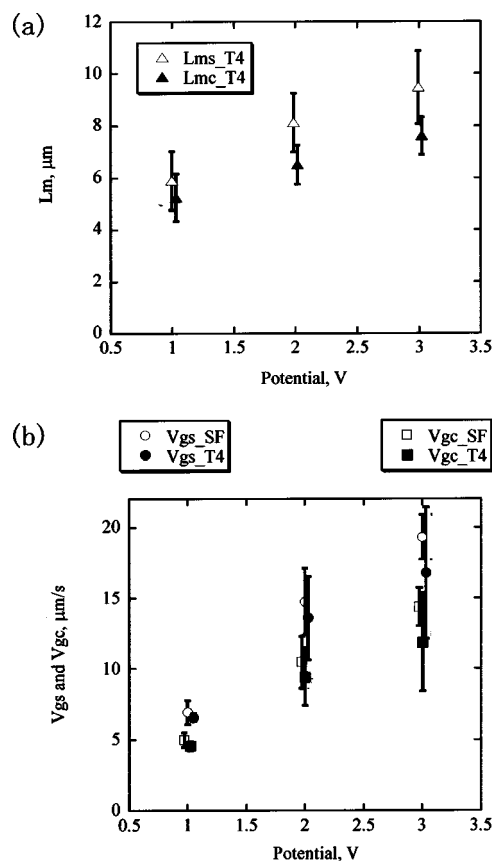 (a)
12
10
8
6
4
2
0
Lm, μm
△ Lms_T4
▲ Lmc_T4
0.5 1 1.5 2 2.5 3 3.5
Potential, V
(b)
○ Vgs_SF
● Vgs_T4
□ Vgc_SF
■ Vgc_T4
20
15
10
5
0
Vgs and Vgc, μm/s
0.5 1 1.5 2 2.5 3 3.5
Potential, V